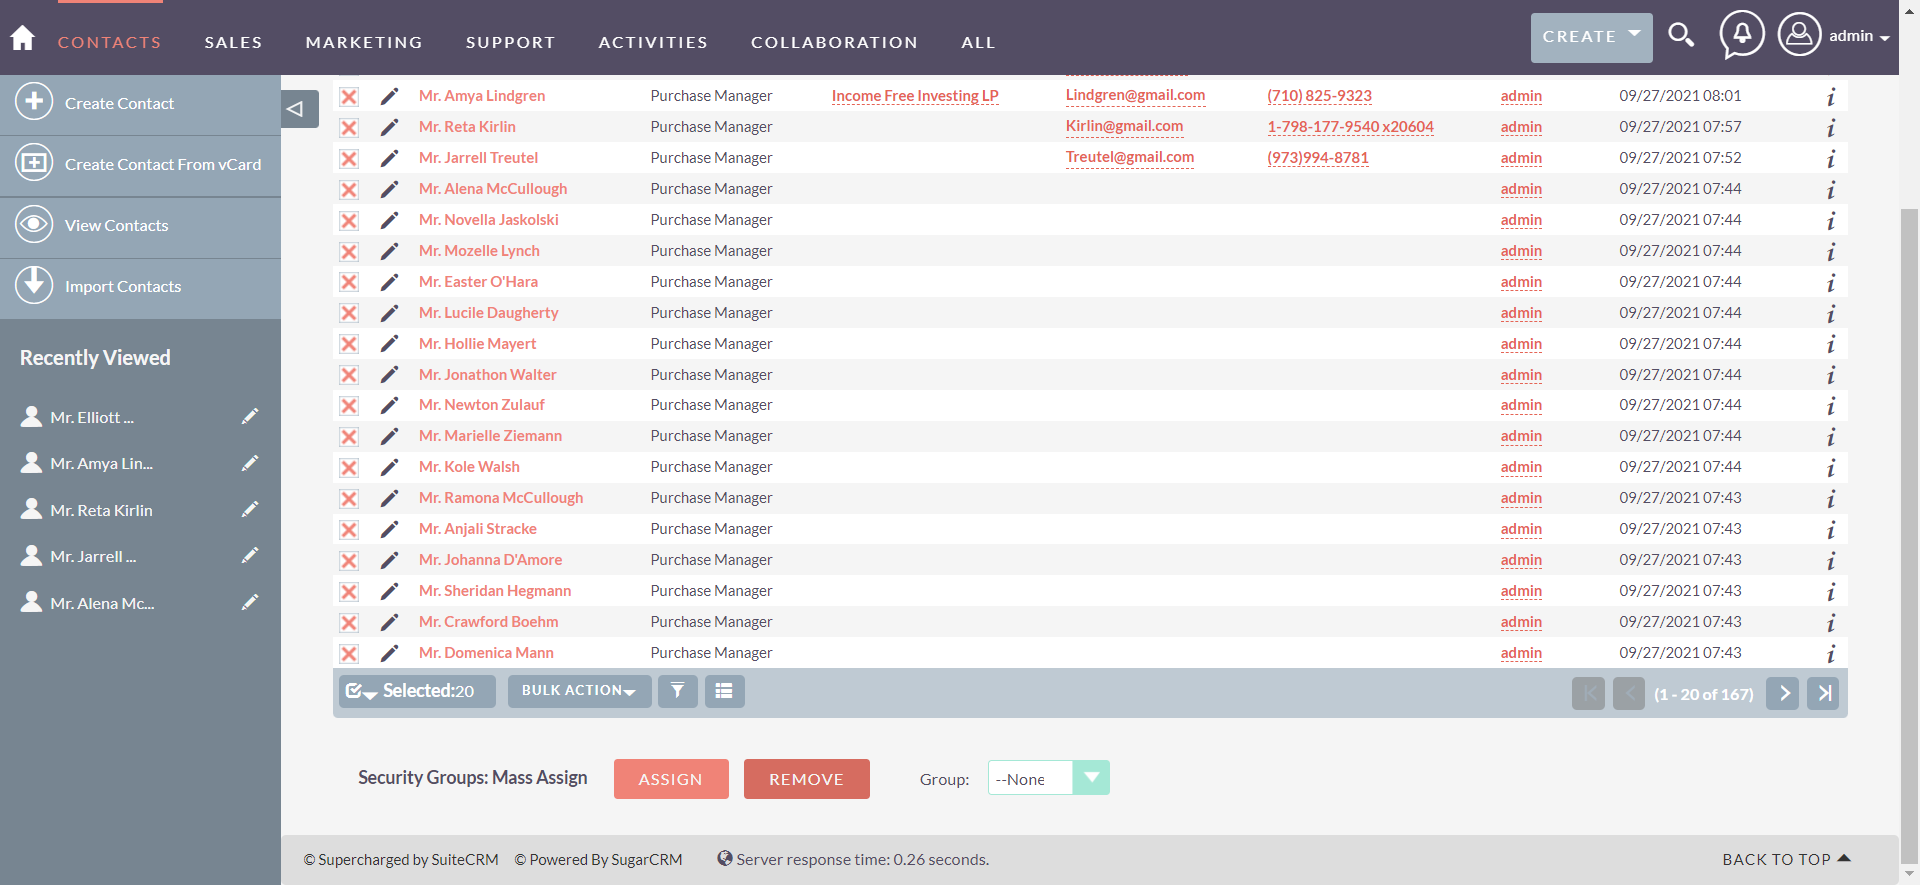 CONTACTS SALES MARKETING SUPPORT ACTIVITIES COLLABORATION ALL CREATE admin
Create Contact
Create Contact From vCard
View Contacts
Import Contacts
Recently Viewed
Mr. Elliott ...
Mr. Amya Lin...
Mr. Reta Kirlin
Mr. Jarrell ...
Mr. Alena Mc...
Mr. Amya Lindgren Purchase Manager Income Free Investing LP Lindgren@gmail.com (710) 825-9323 admin 09/27/2021 08:01
Mr. Reta Kirlin Purchase Manager Kirlin@gmail.com 1-798-177-9540 x20604 admin 09/27/2021 07:57
Mr. Jarrell Treutel Purchase Manager Treutel@gmail.com (973)994-8781 admin 09/27/2021 07:52
Mr. Alena McCullough Purchase Manager admin 09/27/2021 07:44
Mr. Novella Jaskolski Purchase Manager admin 09/27/2021 07:44
Mr. Mozelle Lynch Purchase Manager admin 09/27/2021 07:44
Mr. Easter O'Hara Purchase Manager admin 09/27/2021 07:44
Mr. Lucile Daugherty Purchase Manager admin 09/27/2021 07:44
Mr. Hollie Mayert Purchase Manager admin 09/27/2021 07:44
Mr. Jonathon Walter Purchase Manager admin 09/27/2021 07:44
Mr. Newton Zulauf Purchase Manager admin 09/27/2021 07:44
Mr. Marielle Ziemann Purchase Manager admin 09/27/2021 07:44
Mr. Kole Walsh Purchase Manager admin 09/27/2021 07:44
Mr. Ramona McCullough Purchase Manager admin 09/27/2021 07:43
Mr. Anjali Stracke Purchase Manager admin 09/27/2021 07:43
Mr. Johanna D'Amore Purchase Manager admin 09/27/2021 07:43
Mr. Sheridan Hegmann Purchase Manager admin 09/27/2021 07:43
Mr. Crawford Boehm Purchase Manager admin 09/27/2021 07:43
Mr. Domenica Mann Purchase Manager admin 09/27/2021 07:43
Selected:20 BULK ACTION (1 - 20 of 167)
Security Groups: Mass Assign ASSIGN REMOVE Group: --None
© Supercharged by SuiteCRM © Powered By SugarCRM Server response time: 0.26 seconds. BACK TO TOP